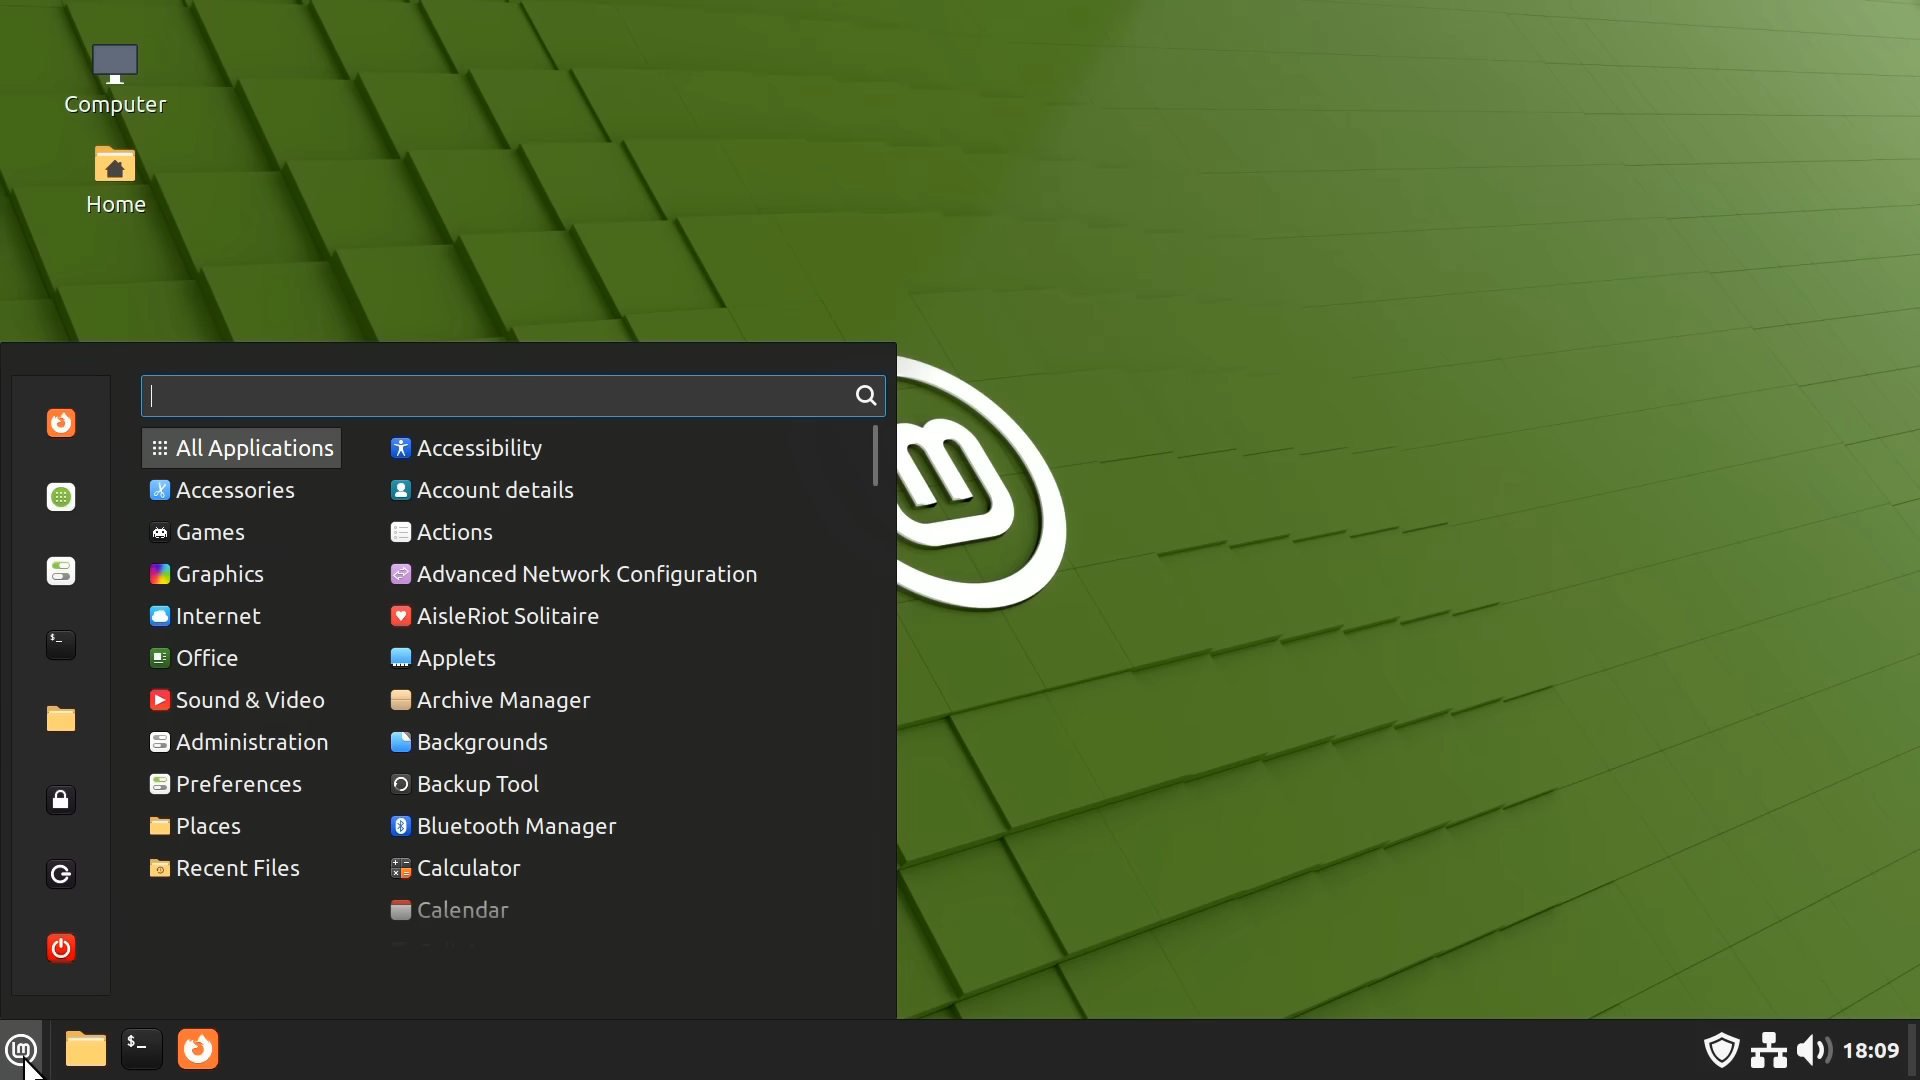 Computer
Home
All Applications
Accessories
Games
Graphics
Internet
Office
Sound & Video
Administration
Preferences
Places
Recent Files
Accessibility
Account details
Actions
Advanced Network Configuration
AisleRiot Solitaire
Applets
Archive Manager
Backgrounds
Backup Tool
Bluetooth Manager
Calculator
Calendar
18:09